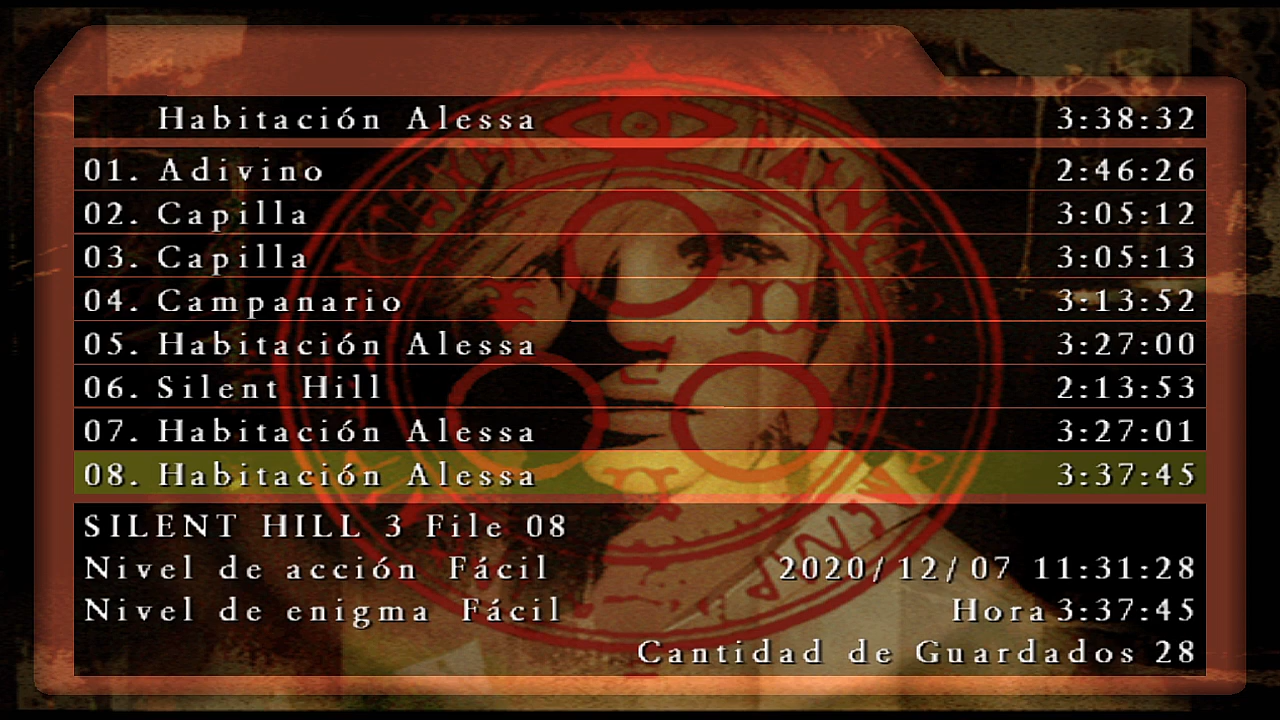 Habitación Alessa 3:38:32
01. Adivino 2:46:26
02. Capilla 3:05:12
03. Capilla 3:05:13
04. Campanario 3:13:52
05. Habitación Alessa 3:27:00
06. Silent Hill 2:13:53
07. Habitación Alessa 3:27:01
08. Habitación Alessa 3:37:45
SILENT HILL 3 File 08
Nivel de acción Fácil 2020/12/07 11:31:28
Nivel de enigma Fácil Hora 3:37:45
Cantidad de Guardados 28